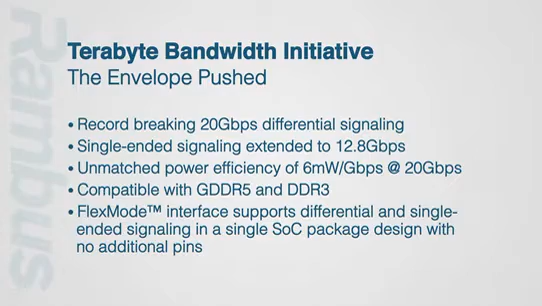 Rambus
Terabyte Bandwidth Initiative
The Envelope Pushed
• Record breaking 20Gbps differential signaling
• Single-ended signaling extended to 12.8Gbps
• Unmatched power efficiency of 6mW/Gbps @ 20Gbps
• Compatible with GDDR5 and DDR3
• FlexMode™ interface supports differential and single-
ended signaling in a single SoC package design with
no additional pins